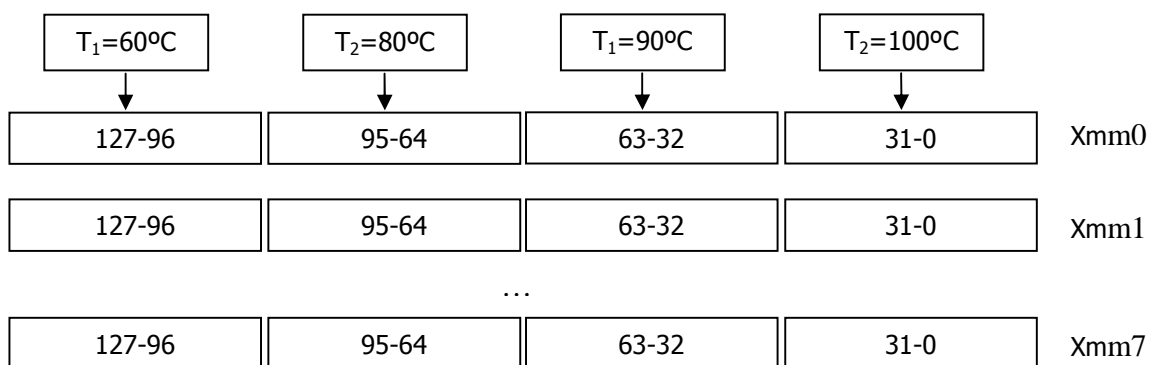 T₁=60ºC T₂=80ºC T₁=90ºC T₂=100ºC
127-96 95-64 63-32 31-0 Xmm0
127-96 95-64 63-32 31-0 Xmm1
…
127-96 95-64 63-32 31-0 Xmm7